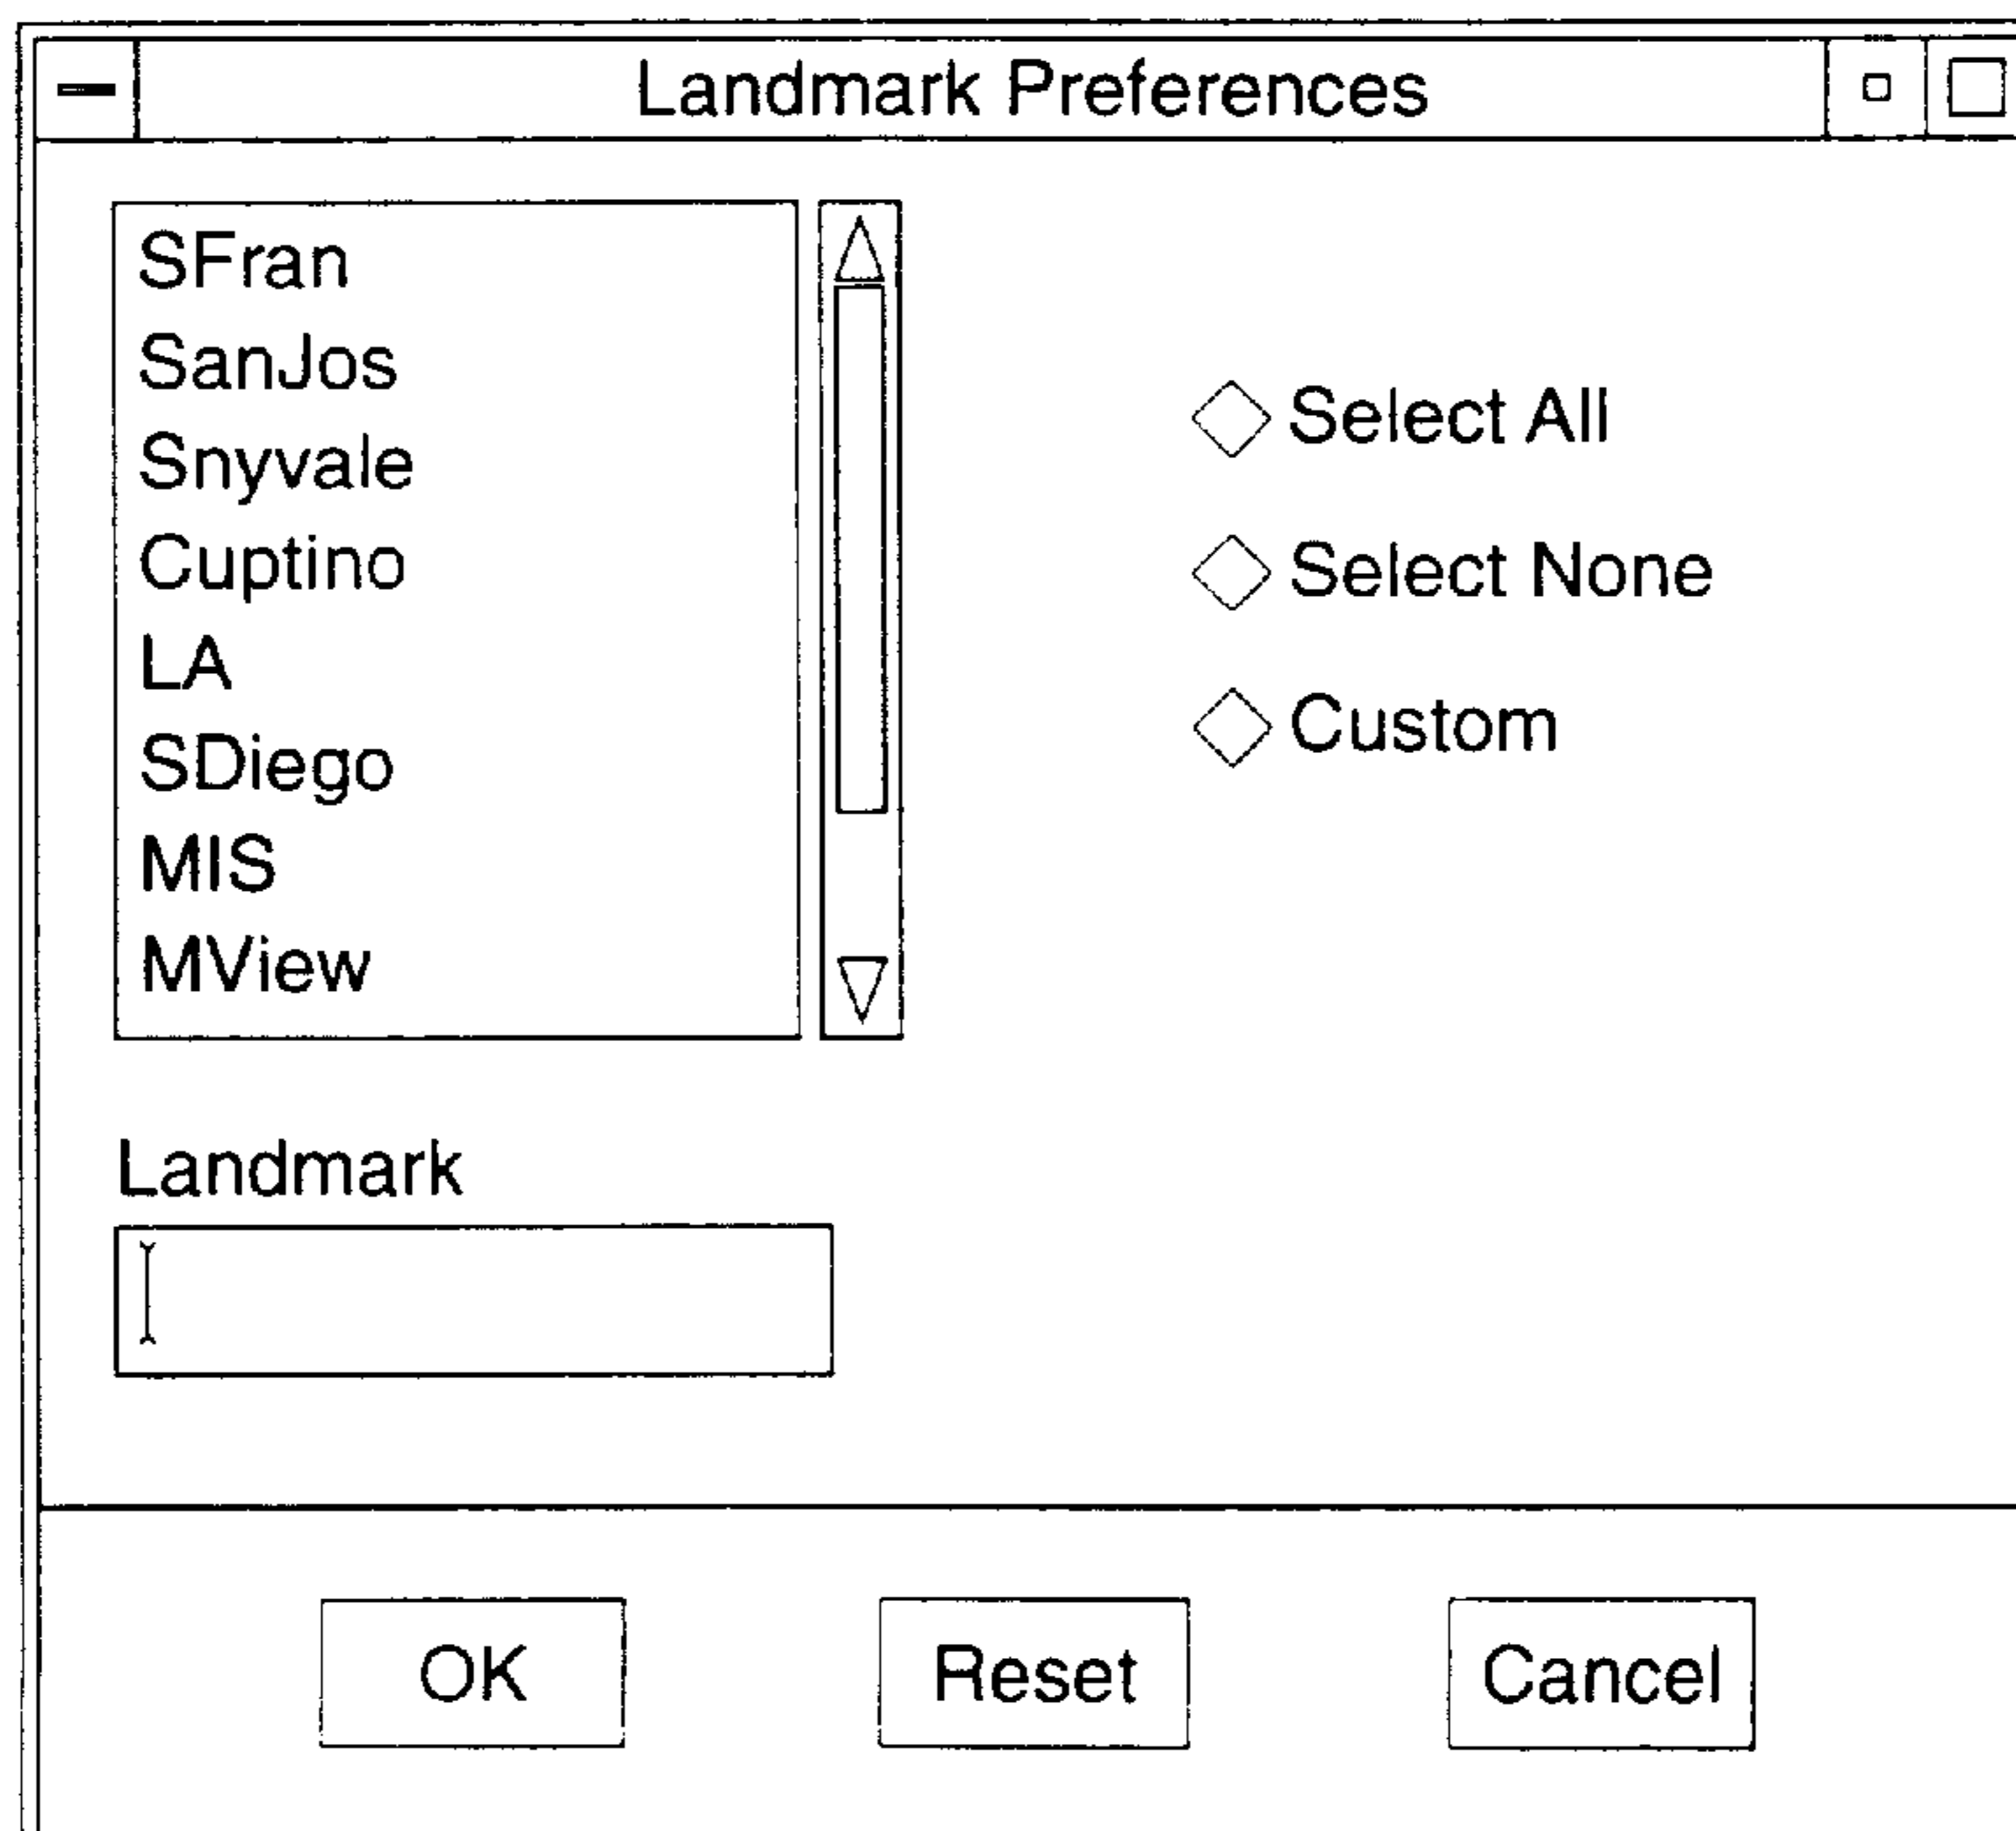 Landmark Preferences
SFran
SanJos
Snyvale
Cuptino
LA
SDiego
MIS
MView
Select All
Select None
Custom
Landmark
OK
Reset
Cancel